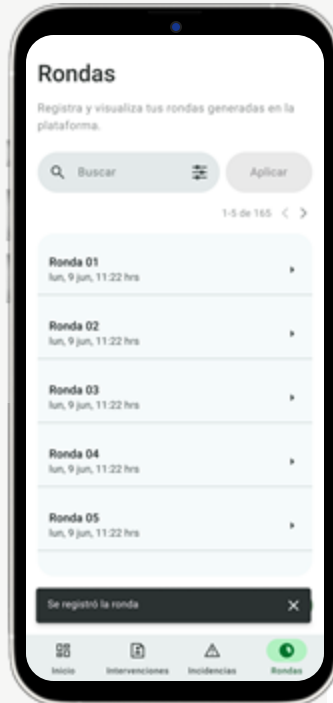 Rondas
Registra y visualiza tus rondas generadas en la
plataforma.
Buscar
Aplicar
1-5 de 165
Ronda 01
lun, 9 jun, 11:22 hrs
Ronda 02
lun, 9 jun, 11:22 hrs
Ronda 03
lun, 9 jun, 11:22 hrs
Ronda 04
lun, 9 jun, 11:22 hrs
Ronda 05
lun, 9 jun, 11:22 hrs
Se registró la ronda
Inicio
Intervenciones
Incidencias
Rondas